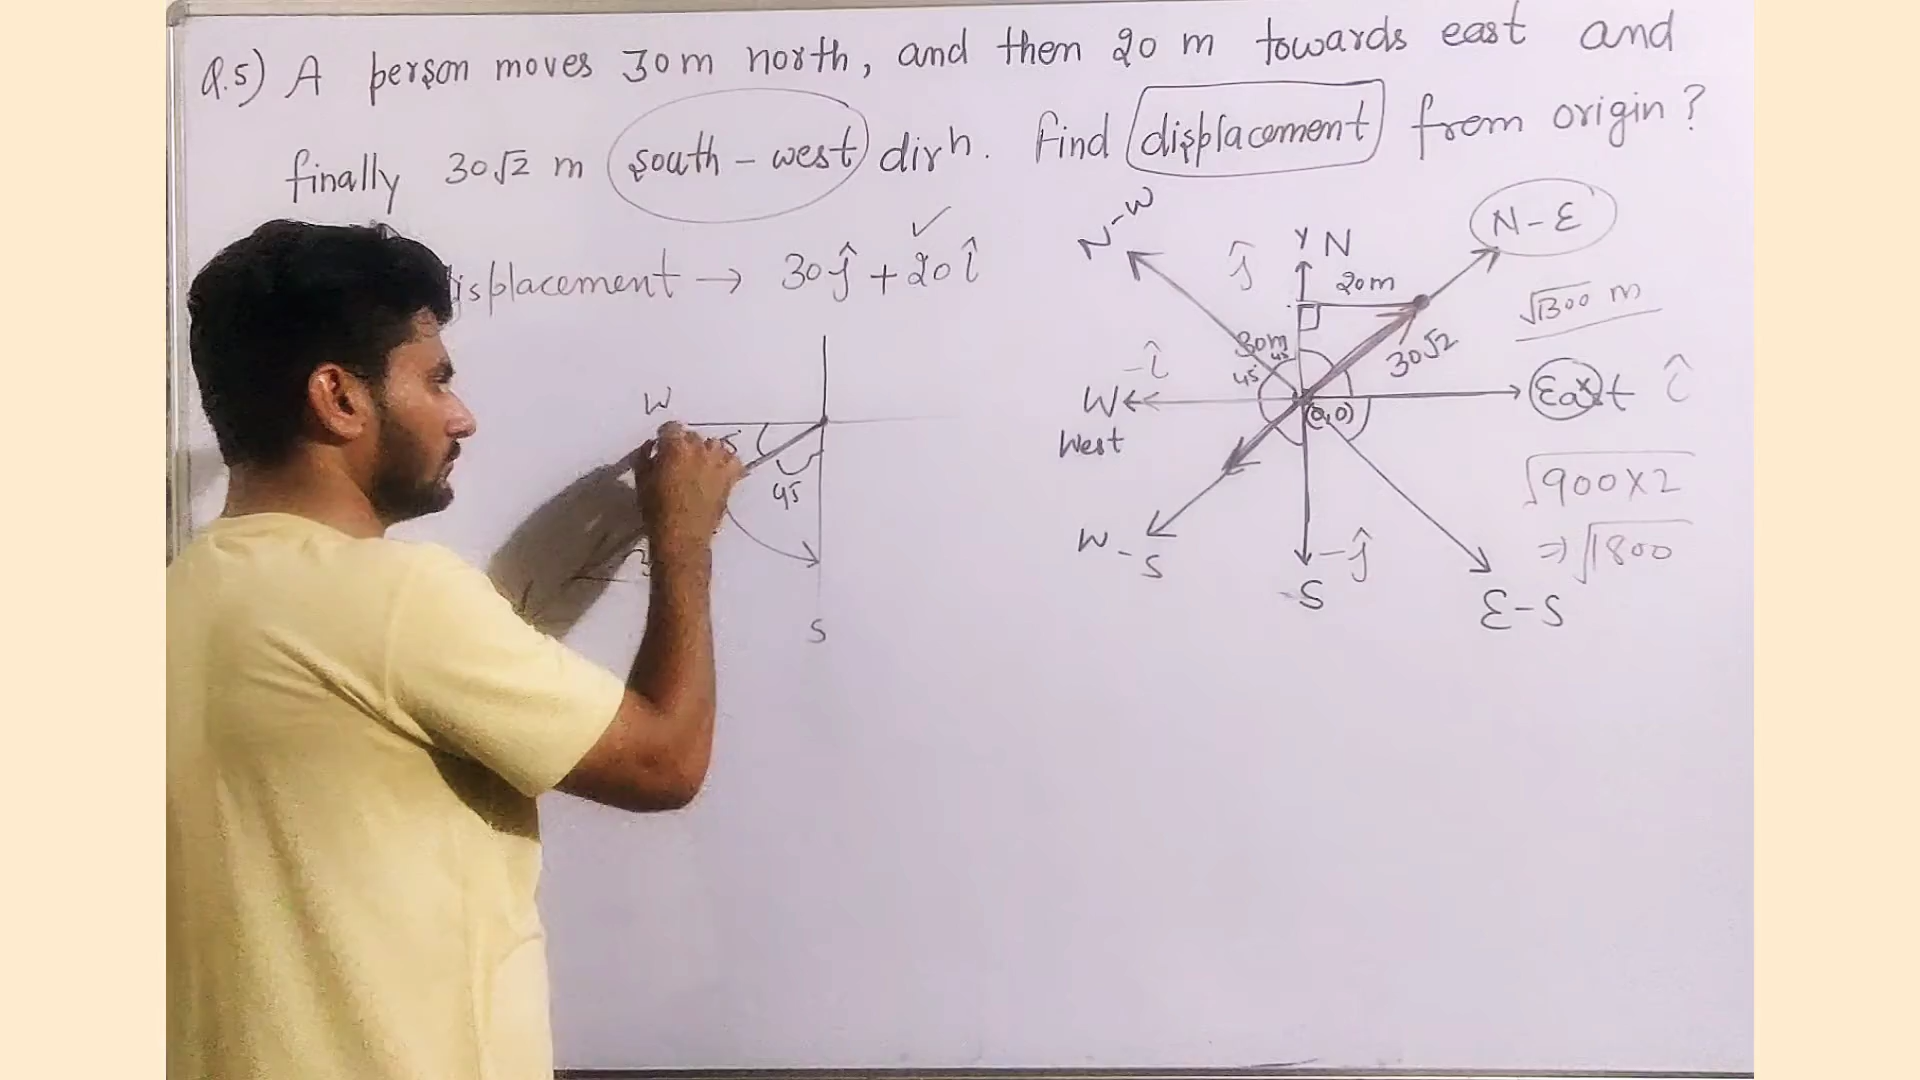 Q.5) A person moves 30m north, and then 20 m towards east and
finally 30√2 m south - west dirⁿ. Find displacement from origin?
isplacement → 30ĵ + 20î
W
45
S
N-W
ĵ
Y N
N-E
20m
√1300 m
30m
45
45
30√2
-î
W
West
(0,0)
East î
√900×2
⇒√1800
W-S
-ĵ
S
E-S